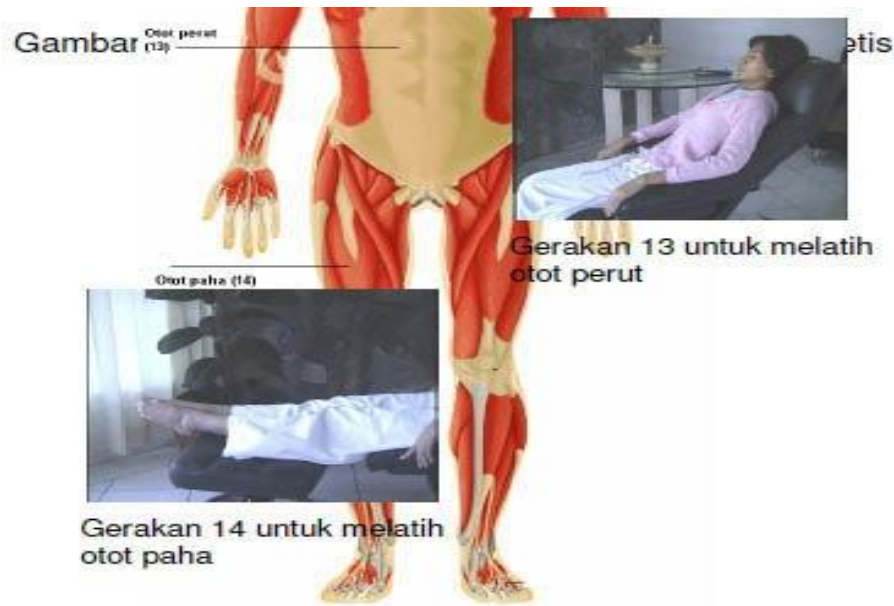 Otot perut
(13)
Gambar
etis
Gerakan 13 untuk melatih
otot perut
Otot paha (14)
Gerakan 14 untuk melatih
otot paha